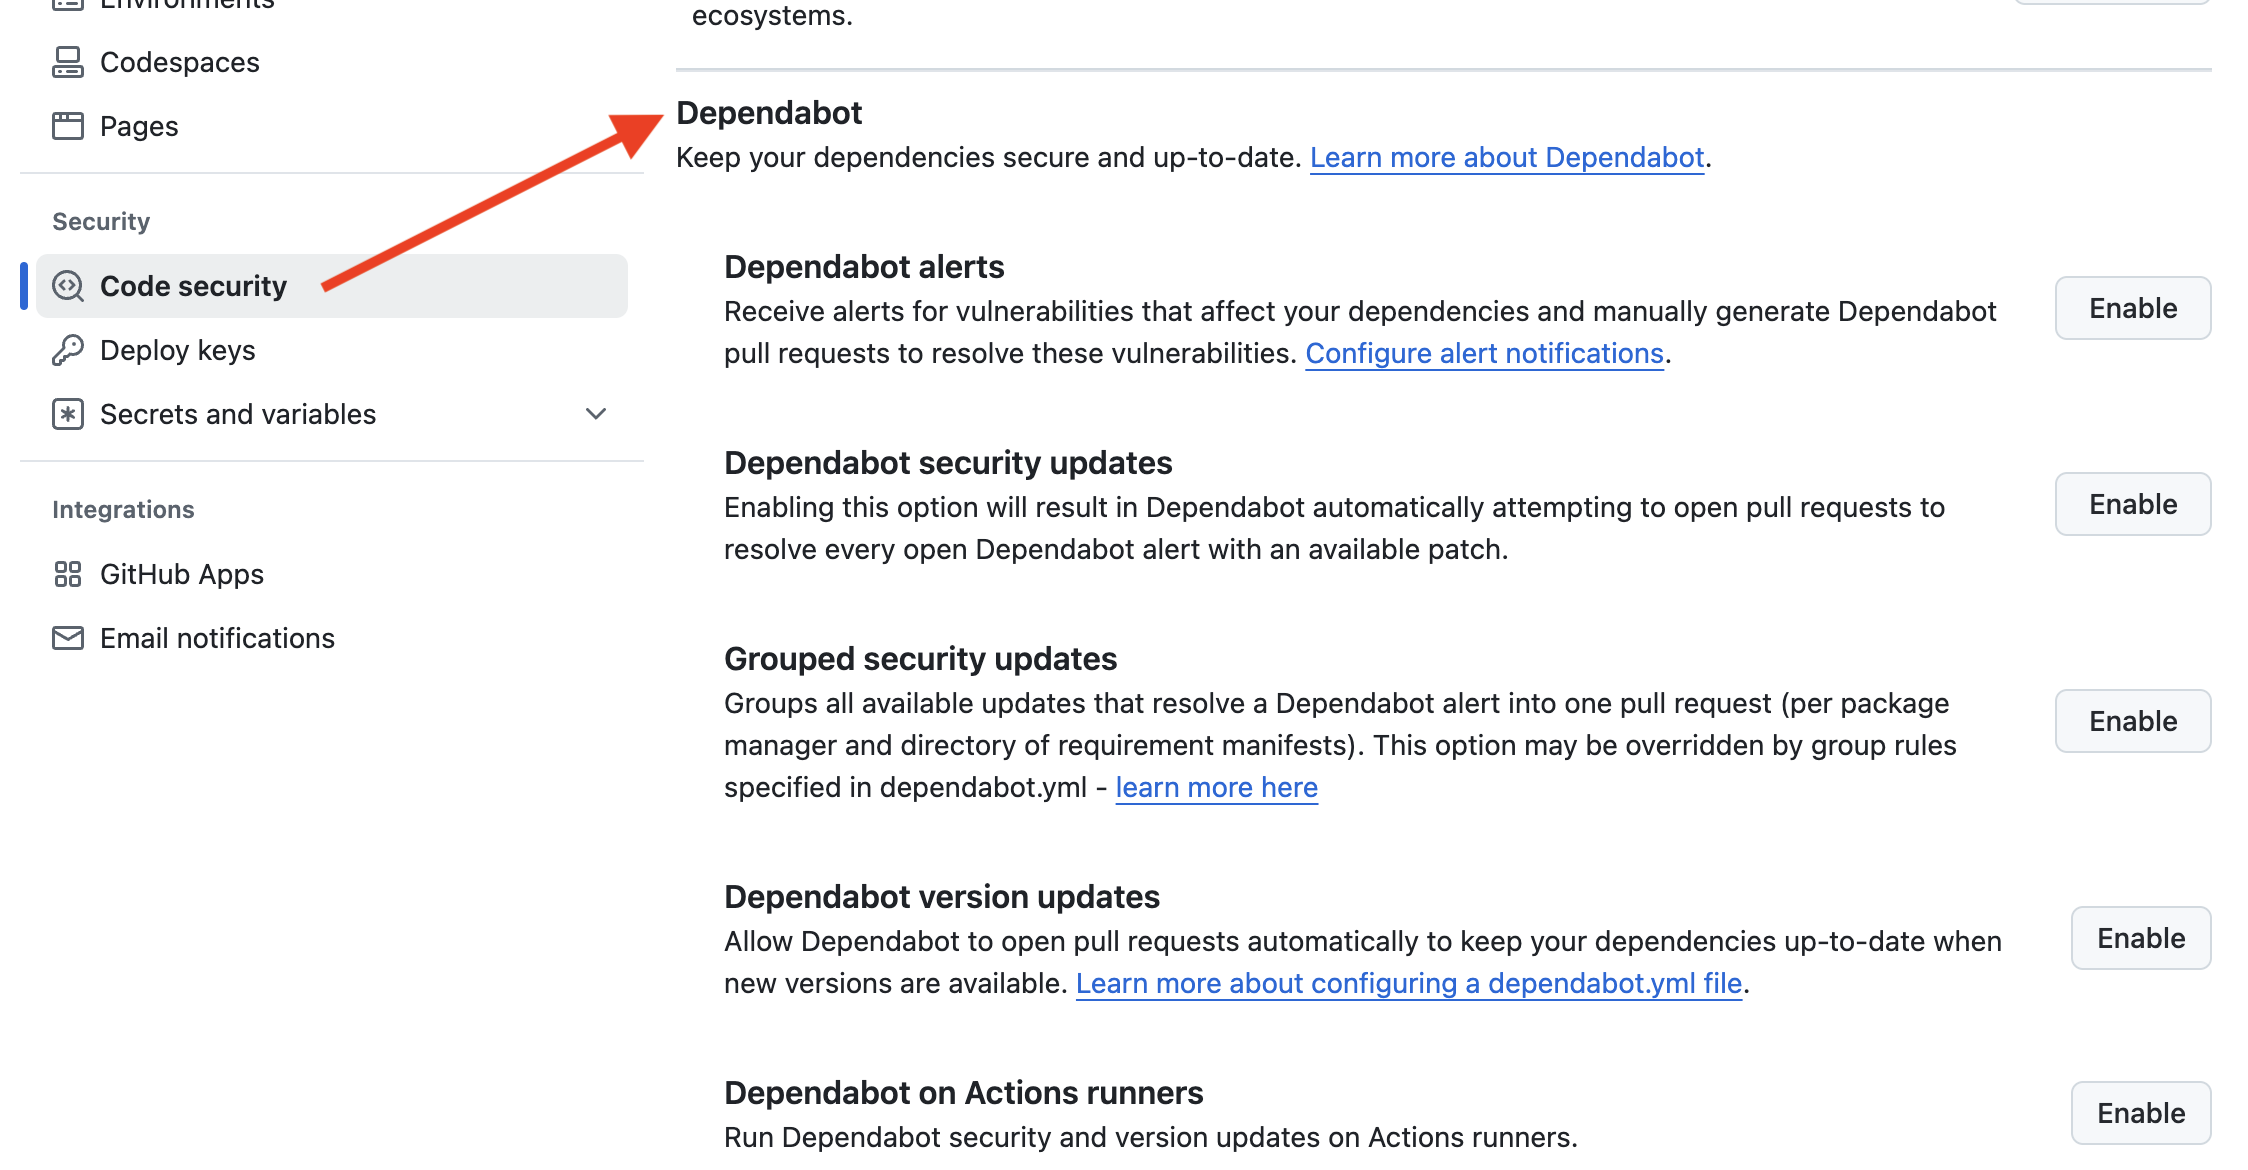 Environments
Codespaces
Pages
Security
Code security
Deploy keys
Secrets and variables
Integrations
GitHub Apps
Email notifications
ecosystems.
Dependabot
Keep your dependencies secure and up-to-date. Learn more about Dependabot.
Dependabot alerts
Receive alerts for vulnerabilities that affect your dependencies and manually generate Dependabot
pull requests to resolve these vulnerabilities. Configure alert notifications.
Enable
Dependabot security updates
Enabling this option will result in Dependabot automatically attempting to open pull requests to
resolve every open Dependabot alert with an available patch.
Enable
Grouped security updates
Groups all available updates that resolve a Dependabot alert into one pull request (per package
manager and directory of requirement manifests). This option may be overridden by group rules
specified in dependabot.yml - learn more here
Enable
Dependabot version updates
Allow Dependabot to open pull requests automatically to keep your dependencies up-to-date when
new versions are available. Learn more about configuring a dependabot.yml file.
Enable
Dependabot on Actions runners
Run Dependabot security and version updates on Actions runners.
Enable